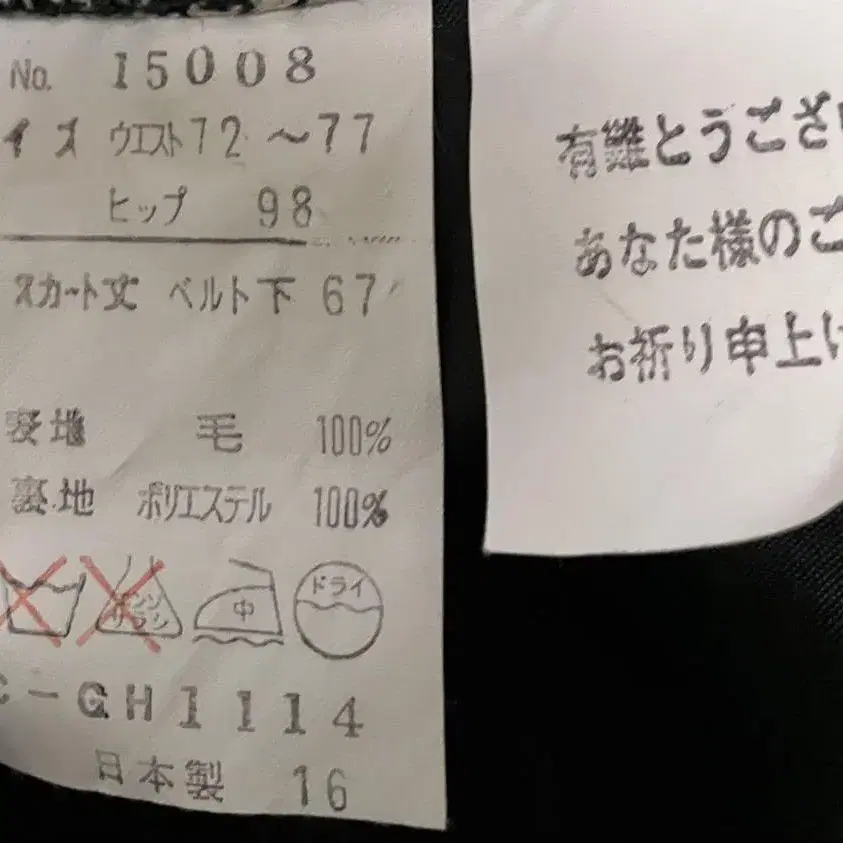 No. 15008
イズ ウエスト72～77
ヒップ 98
スカート丈 ベルト下 67
表地 毛 100%
裏地 ポリエステル 100%
中 ドライ
C-GH1114
日本製 16
有難とうござい
あなた様のご
お祈り申上げ